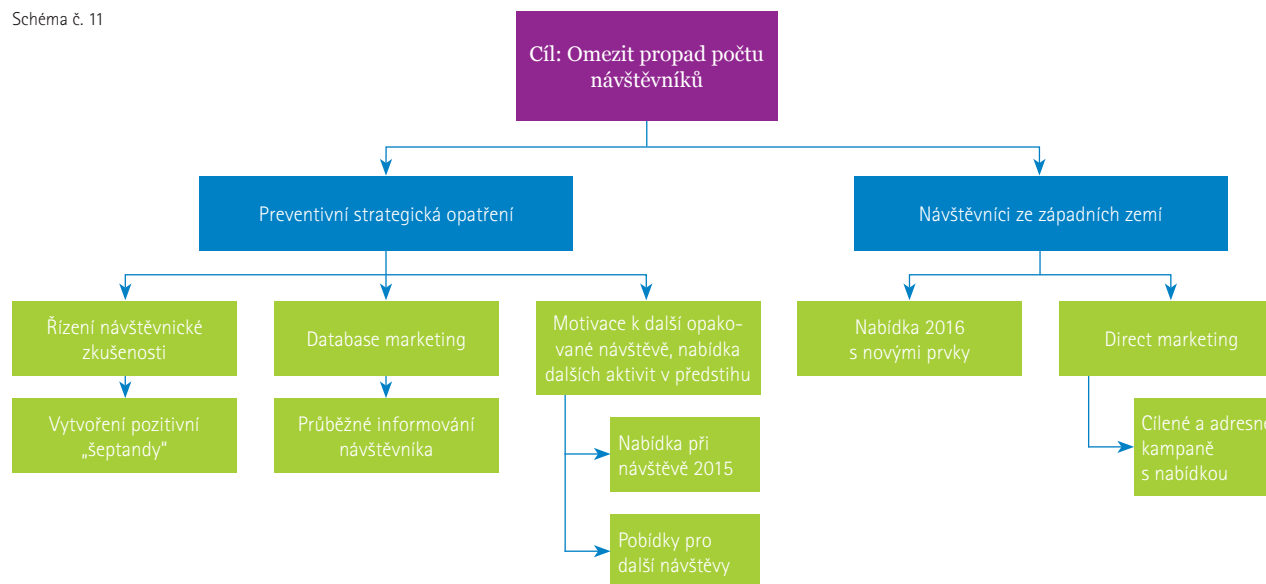 Schéma č. 11
Cíl: Omezit propad počtu
návštěvníků
Preventivní strategická opatření
Návštěvníci ze západních zemí
Řízení návštěvnické
zkušenosti
Database marketing
Motivace k další opako-
vané návštěvě, nabídka
dalších aktivit v předstihu
Nabídka 2016
s novými prvky
Direct marketing
Vytvoření pozitivní
„šeptandy“
Průběžné informování
návštěvníka
Nabídka při
návštěvě 2015
Cílené a adresné
kampaně
s nabídkou
Pobídky pro
další návštěvy